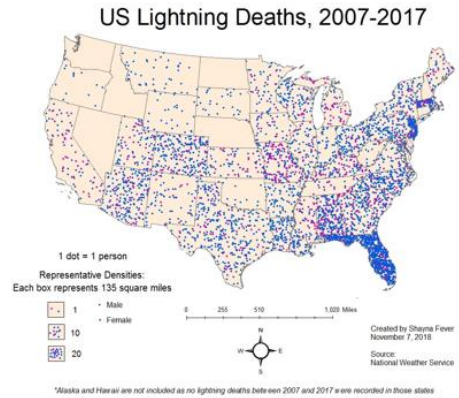 US Lightning Deaths, 2007-2017
1 dot = 1 person
Representative Densities:
Each box represents 135 square miles
1
10
20
Male
Female
0 255 510 1,020 Miles
N
W E
S
Created by Shayna Fever
November 7, 2018
Source:
National Weather Service
*Alaska and Hawaii are not included as no lightning deaths between 2007 and 2017 were recorded in those states